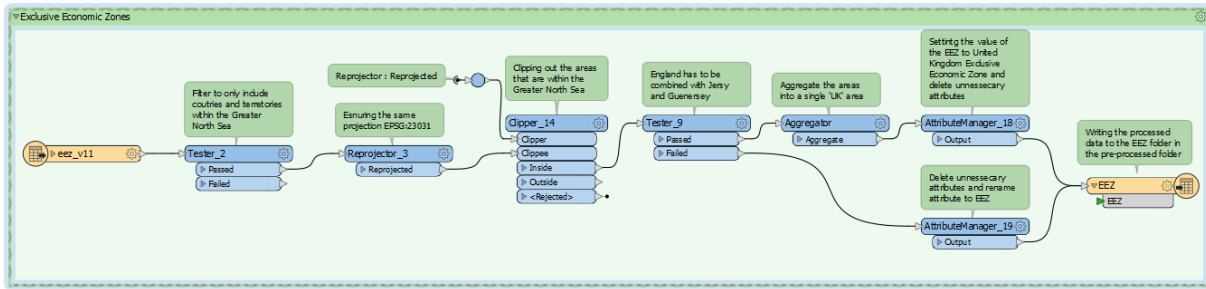 Exclusive Economic Zones
Filter to only include
coutries and terretories
within the Greater
North Sea
Reprojector : Reprojected
Esnuring the same
projection EPSG:23031
Clipping out the areas
that are within the
Greater North Sea
England has to be
combined with Jersy
and Guenersey
Aggregate the areas
into a single 'UK' area
Settintg the value of
the EEZ to United
Kingdom Exclusive
Economic Zone and
delete unnessecary
attributes
Writing the processed
data to the EEZ folder in
the pre-processed folder
eez_v11
Tester_2
Passed
Failed
Reprojector_3
Reprojected
Clipper_14
Clipper
Clippee
Inside
Outside
<Rejected>
Tester_9
Passed
Failed
Aggregator
Aggregate
AttributeManager_18
Output
Delete unnessecary
attributes and rename
attribute to EEZ
AttributeManager_19
Output
EEZ
EEZ